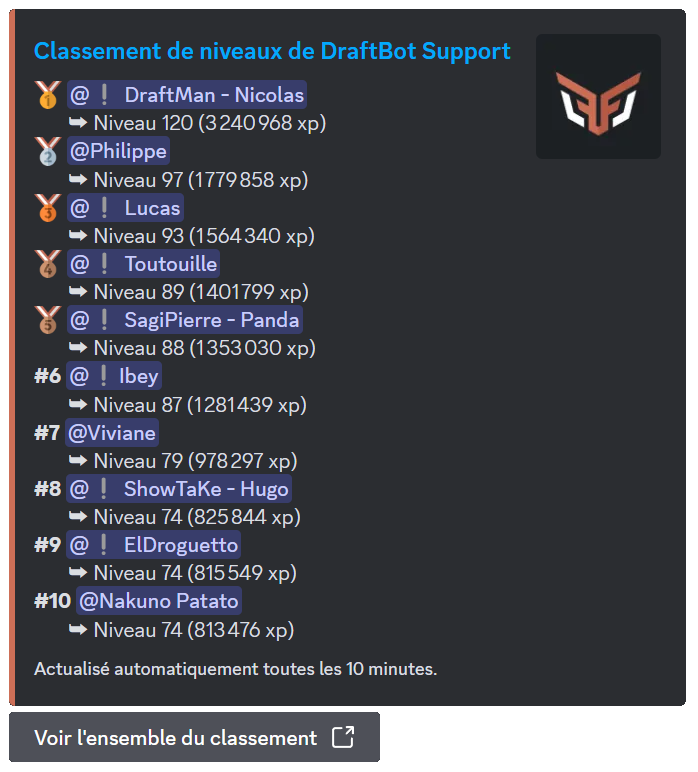 Classement de niveaux de DraftBot Support
1 @❕ DraftMan - Nicolas
➥ Niveau 120 (3 240 968 xp)
2 @Philippe
➥ Niveau 97 (1 779 858 xp)
3 @❕ Lucas
➥ Niveau 93 (1 564 340 xp)
4 @❕ Toutouille
➥ Niveau 89 (1 401 799 xp)
5 @❕ SagiPierre - Panda
➥ Niveau 88 (1 353 030 xp)
#6 @❕ Ibey
➥ Niveau 87 (1 281 439 xp)
#7 @Viviane
➥ Niveau 79 (978 297 xp)
#8 @❕ ShowTaKe - Hugo
➥ Niveau 74 (825 844 xp)
#9 @❕ ElDroguetto
➥ Niveau 74 (815 549 xp)
#10 @Nakuno Patato
➥ Niveau 74 (813 476 xp)
Actualisé automatiquement toutes les 10 minutes.
Voir l'ensemble du classement